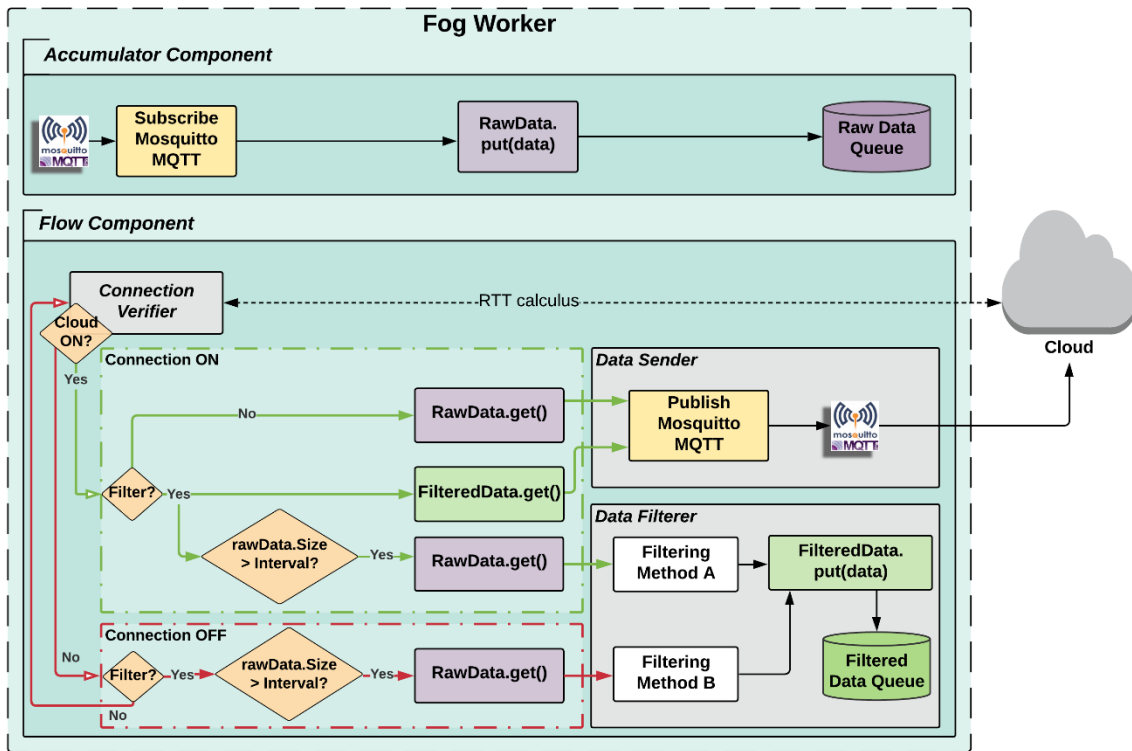 Fog Worker
Accumulator Component
mosquitto
MQTT
Subscribe
Mosquitto
MQTT
RawData.
put(data)
Raw Data
Queue
Flow Component
Connection
Verifier
RTT calculus
Cloud
ON?
Cloud
Yes
Connection ON
No
RawData.get()
Data Sender
Publish
Mosquitto
MQTT
mosquitto
MQTT
Filter?
Yes
FilteredData.get()
rawData.Size
> Interval?
Yes
RawData.get()
Data Filterer
Filtering
Method A
FilteredData.
put(data)
No
Connection OFF
Filter?
Yes
rawData.Size
> Interval?
Yes
RawData.get()
Filtering
Method B
Filtered
Data Queue
No